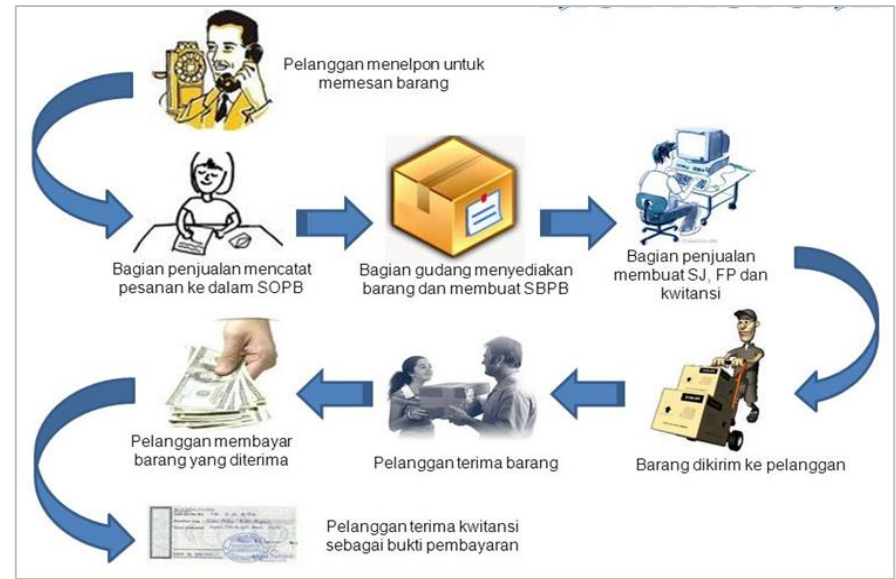 Pelanggan menelpon untuk
memesan barang
Bagian penjualan mencatat
pesanan ke dalam SOPB
Bagian gudang menyediakan
barang dan membuat SBPB
Bagian penjualan
membuat SJ, FP dan
kwitansi
Barang dikirim ke pelanggan
Pelanggan terima barang
Pelanggan membayar
barang yang diterima
Pelanggan terima kwitansi
sebagai bukti pembayaran